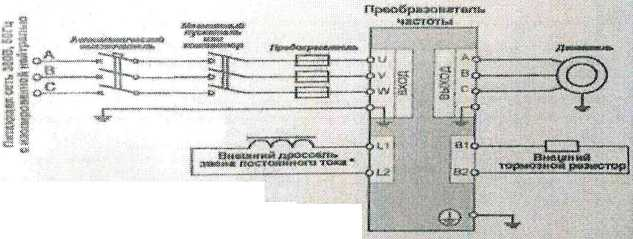 Преобразователь
частоты
Питающая сеть 380В, 50Гц
с изолированной нейтралью
Автоматический
выключатель
Магнитный
пускатель
или
контактор
Предохранитель
Двигатель
A
B
C
U
V
W
ВХОД
ВЫХОД
A
B
C
L1
L2
Внешний дроссель
звена постоянного тока *
B1
B2
Внешний
тормозной резистор